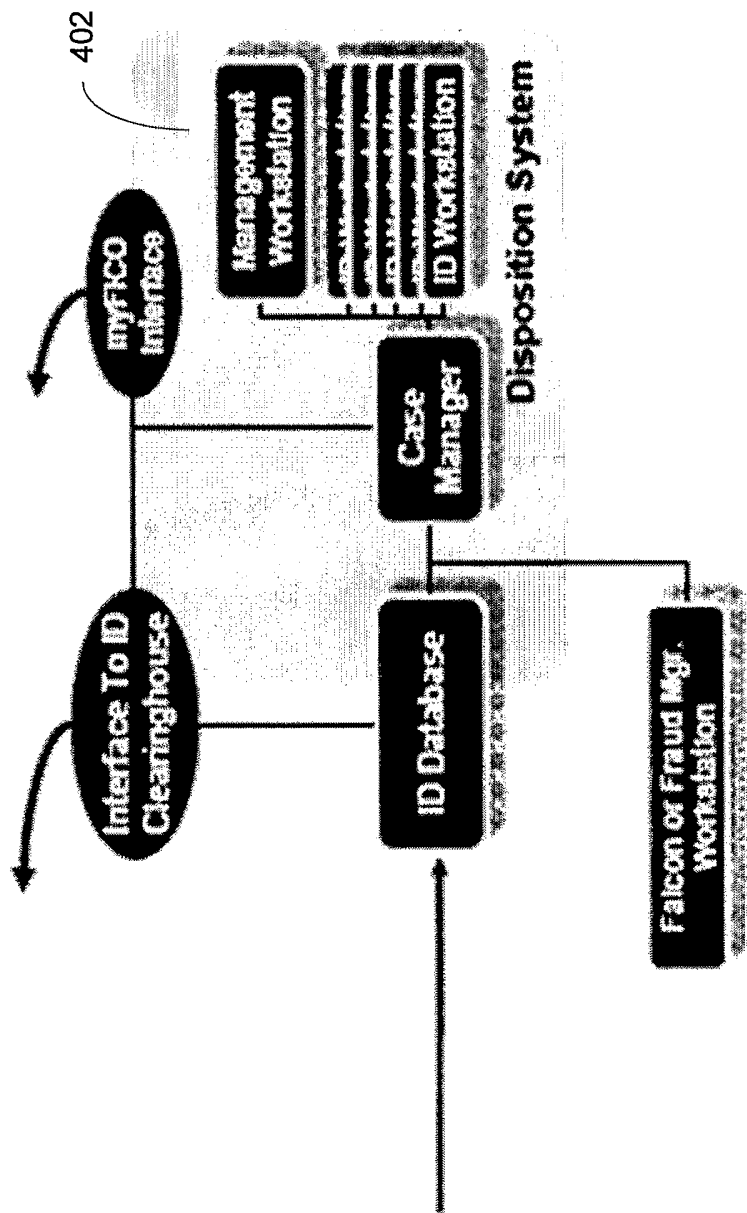 402
Interface To ID
Clearinghouse
myFICO
Interface
Management
Workstation
ID Workstation
ID Database
Case
Manager
Disposition System
Falcon or Fraud Mgr.
Workstation